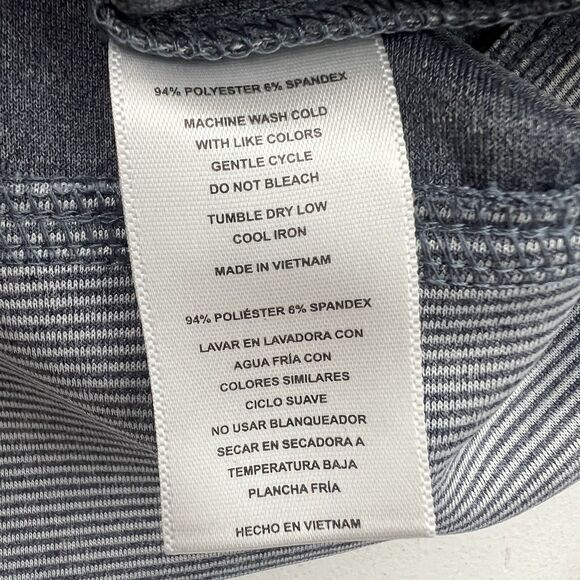 94% POLYESTER 6% SPANDEX
MACHINE WASH COLD
WITH LIKE COLORS
GENTLE CYCLE
DO NOT BLEACH
TUMBLE DRY LOW
COOL IRON
MADE IN VIETNAM
94% POLIÉSTER 6% SPANDEX
LAVAR EN LAVADORA CON
AGUA FRÍA CON
COLORES SIMILARES
CICLO SUAVE
NO USAR BLANQUEADOR
SECAR EN SECADORA A
TEMPERATURA BAJA
PLANCHA FRÍA
HECHO EN VIETNAM